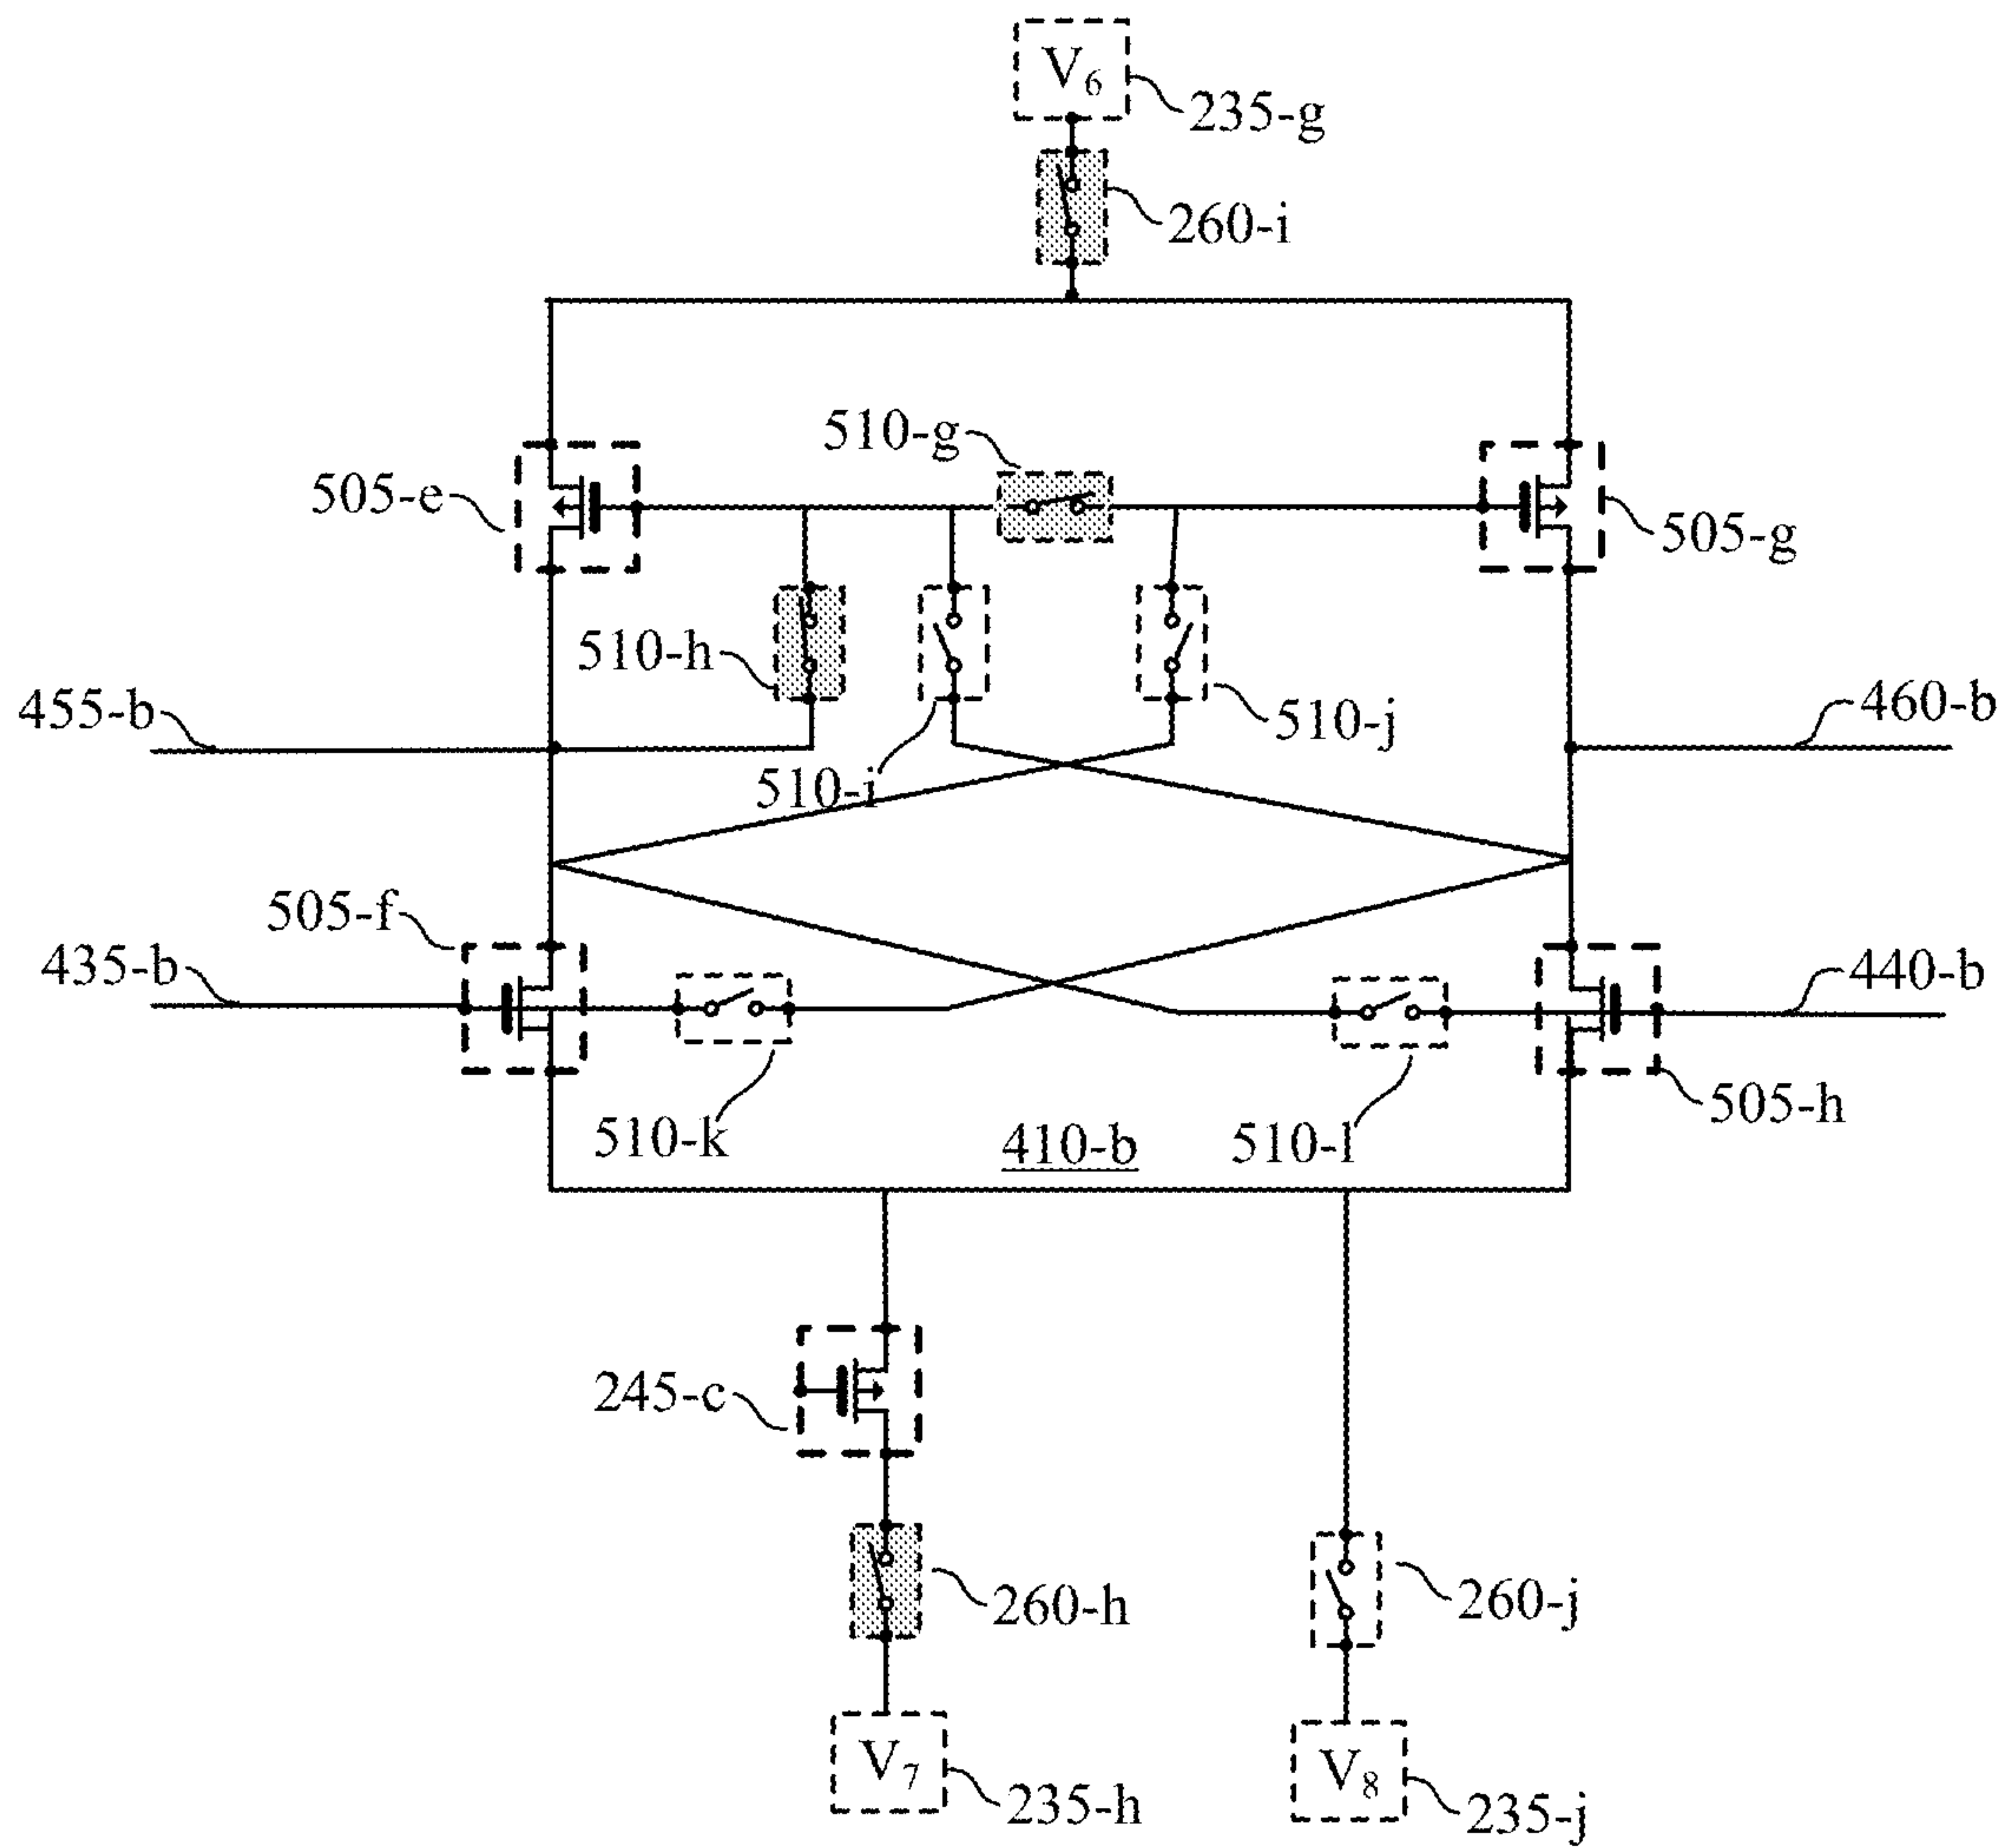 V6
235-g
260-i
510-g
505-e
505-g
510-h
510-j
455-b
460-b
510-i
505-f
435-b
440-b
505-h
510-k
410-b
510-l
245-c
260-h
260-j
V7
V8
235-h
235-j